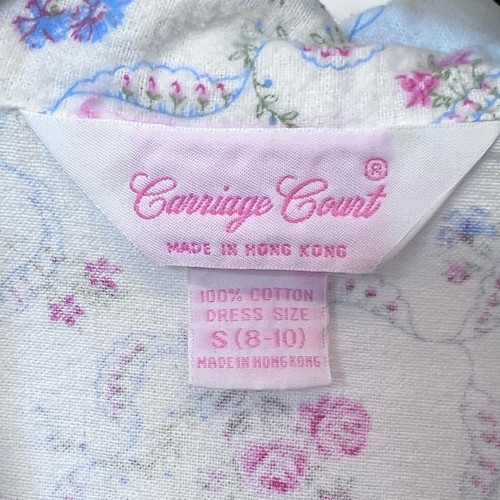 Carriage Court ®
MADE IN HONG KONG
100% COTTON
DRESS SIZE
S (8-10)
MADE IN HONG KONG